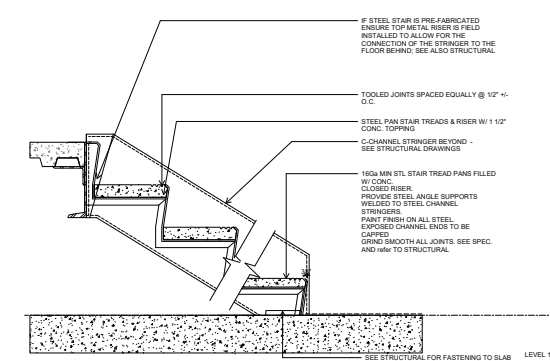 IF STEEL STAIR IS PRE-FABRICATED
ENSURE TOP METAL RISER IS FIELD
INSTALLED TO ALLOW FOR THE
CONNECTION OF THE STRINGER TO THE
FLOOR BEHIND; SEE ALSO STRUCTURAL
TOOLED JOINTS SPACED EQUALLY @ 1/2" +/-
O.C.
STEEL PAN STAIR TREADS & RISER W/ 1 1/2"
CONC. TOPPING
C-CHANNEL STRINGER BEYOND -
SEE STRUCTURAL DRAWINGS
16Ga MIN STL STAIR TREAD PANS FILLED
W/ CONC.
CLOSED RISER.
PROVIDE STEEL ANGLE SUPPORTS
WELDED TO STEEL CHANNEL
STRINGERS.
PAINT FINISH ON ALL STEEL.
EXPOSED CHANNEL ENDS TO BE
CAPPED
GRIND SMOOTH ALL JOINTS. SEE SPEC.
AND refer TO STRUCTURAL
SEE STRUCTURAL FOR FASTENING TO SLAB
LEVEL 1